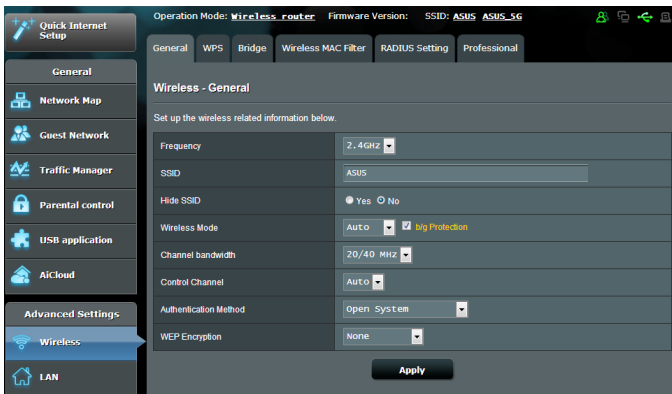 Quick Internet
Setup
Operation Mode: Wireless router Firmware Version: SSID: ASUS ASUS_5G
General WPS Bridge Wireless MAC Filter RADIUS Setting Professional
General
Network Map
Guest Network
Traffic Manager
Parental control
USB application
AiCloud
Advanced Settings
Wireless
LAN
Wireless - General
Set up the wireless related information below.
Frequency 2.4GHz
SSID ASUS
Hide SSID Yes No
Wireless Mode Auto b/g Protection
Channel bandwidth 20/40 MHz
Control Channel Auto
Authentication Method Open System
WEP Encryption None
Apply